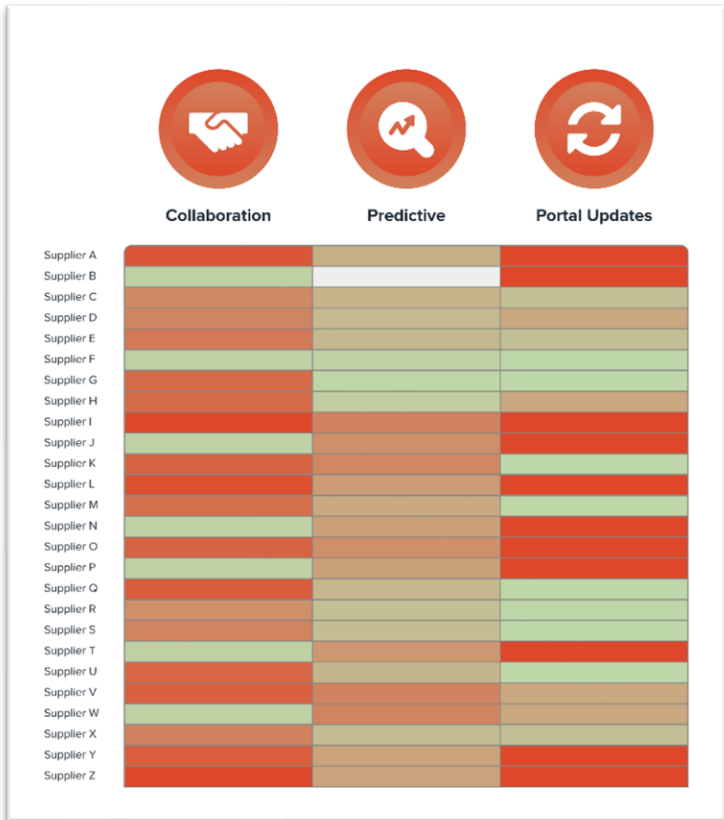 Collaboration Predictive Portal Updates
Supplier A
Supplier B
Supplier C
Supplier D
Supplier E
Supplier F
Supplier G
Supplier H
Supplier I
Supplier J
Supplier K
Supplier L
Supplier M
Supplier N
Supplier O
Supplier P
Supplier Q
Supplier R
Supplier S
Supplier T
Supplier U
Supplier V
Supplier W
Supplier X
Supplier Y
Supplier Z